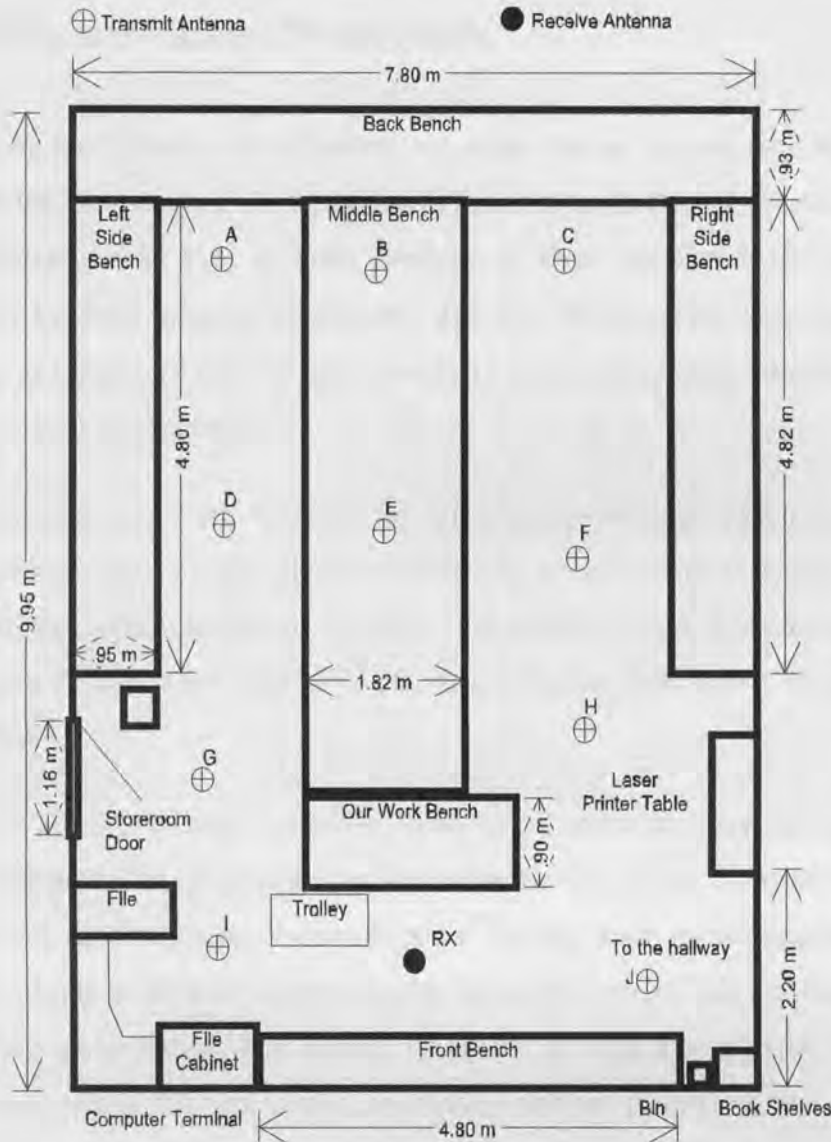 Transmit Antenna
Receive Antenna
7.80 m
Back Bench
.93 m
Left
Side
Bench
Middle Bench
Right
Side
Bench
A
B
C
4.80 m
4.82 m
D
E
F
9.95 m
.95 m
1.82 m
H
1.16 m
G
Laser
Printer Table
Our Work Bench
.90 m
Storeroom
Door
File
Trolley
I
RX
To the hallway
J
2.20 m
File
Cabinet
Front Bench
Computer Terminal
4.80 m
Bin
Book Shelves